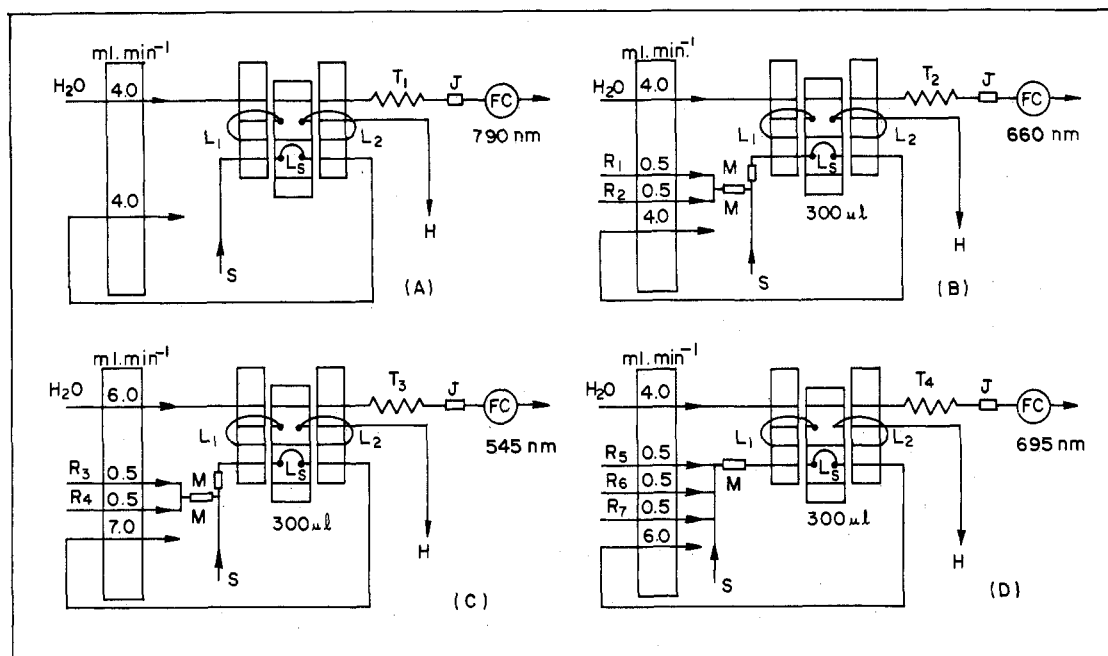 ml. min⁻¹
H₂O 4.0 T₁ J FC
790 nm
L₁ L₂
Lₛ
4.0
H
S
(A)
ml. min.⁻¹
H₂O 4.0 T₂ J FC
660 nm
L₁ L₂
Lₛ
R₁ 0.5 M
R₂ 0.5 M
300 μl
4.0
H
S
(B)
ml. min⁻¹
H₂O 6.0 T₃ J FC
545 nm
L₁ L₂
Lₛ
R₃ 0.5 M
R₄ 0.5 M
300 μl
7.0
H
S
(C)
ml. min⁻¹
H₂O 4.0 T₄ J FC
695 nm
L₁ L₂
R₅ 0.5 M Lₛ
R₆ 0.5
300 μl
R₇ 0.5
6.0
H
S
(D)